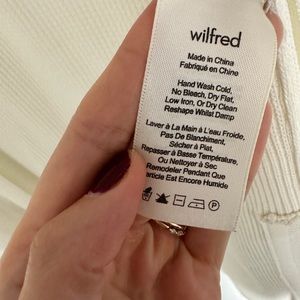 wilfred
Made in China
Fabriqué en Chine
Hand Wash Cold,
No Bleach, Dry Flat,
Low Iron, Or Dry Clean
Reshape Whilst Damp
Laver à La Main à L'eau Froide,
Pas De Blanchiment,
Sécher à Plat,
Repasser à Basse Température,
Ou Nettoyer à Sec
Remodeler Pendant Que
article Est Encore Humide
P